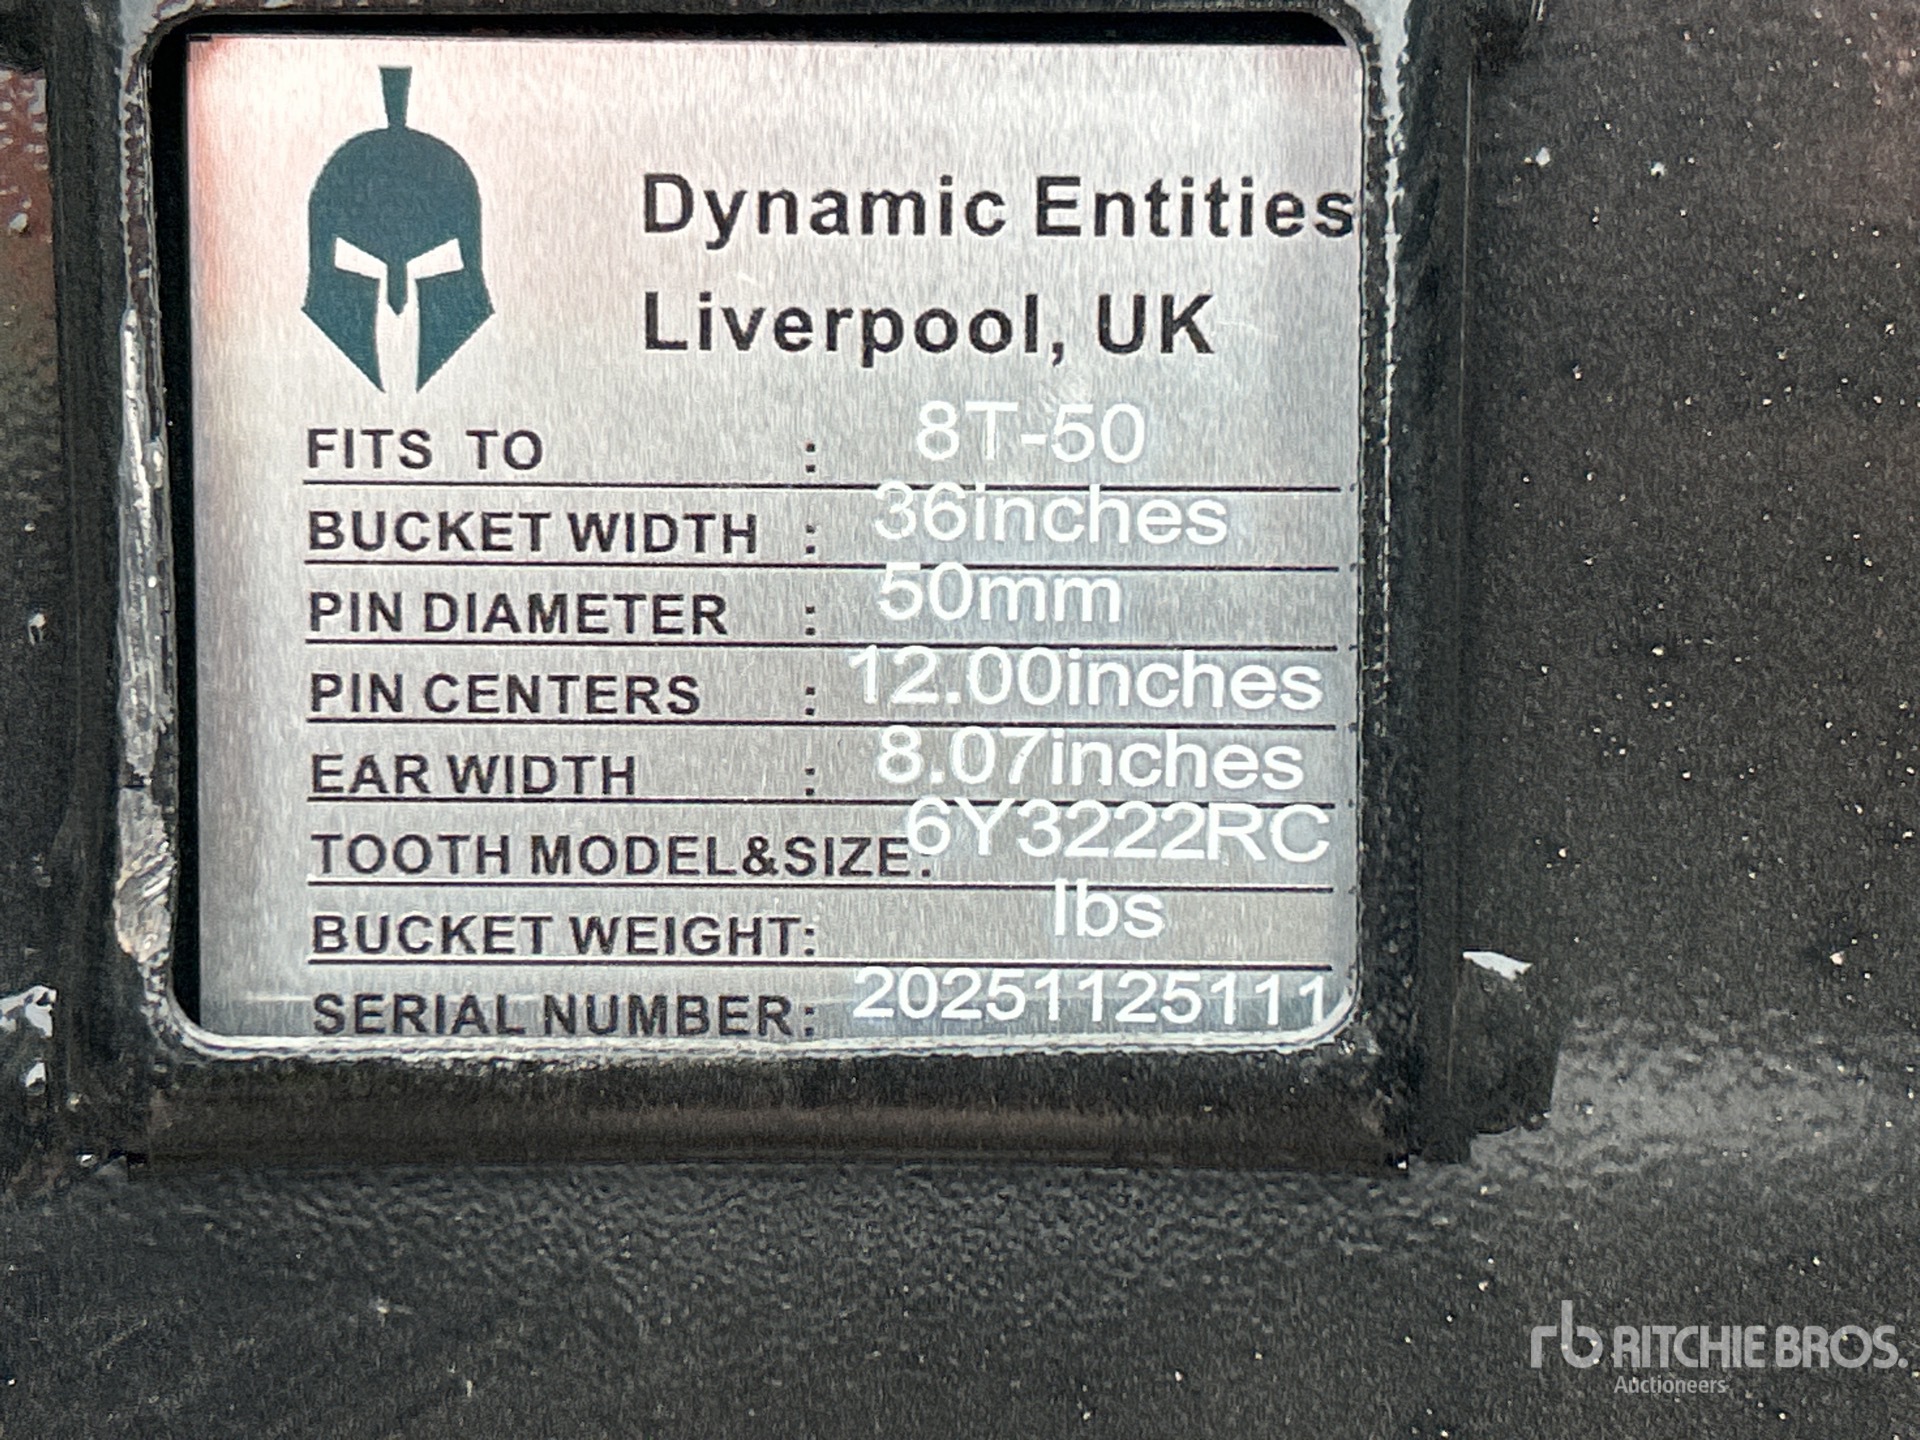 Dynamic Entities
Liverpool, UK
FITS TO : 8T-50
BUCKET WIDTH : 36inches
PIN DIAMETER : 50mm
PIN CENTERS : 12.00inches
EAR WIDTH : 8.07inches
TOOTH MODEL&SIZE: 6Y3222RC
BUCKET WEIGHT: lbs
SERIAL NUMBER: 20251125111
rb RITCHIE BROS.
Auctioneers